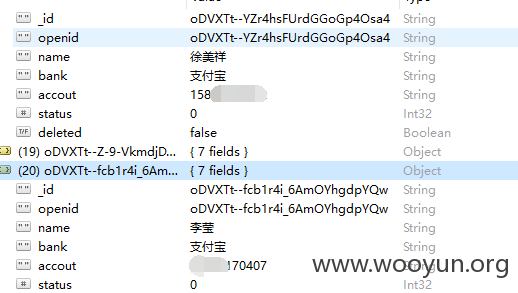 _id oDVXTt--YZr4hsFUrdGGoGp4Osa4 String
openid oDVXTt--YZr4hsFUrdGGoGp4Osa4 String
name 徐美祥 String
bank 支付宝 String
accout 158 String
status 0 Int32
deleted false Boolean
(19) oDVXTt--Z-9-VkmdjD... { 7 fields } Object
(20) oDVXTt--fcb1r4i_6Am... { 7 fields } Object
_id oDVXTt--fcb1r4i_6AmOYhgdpYQw String
openid oDVXTt--fcb1r4i_6AmOYhgdpYQw String
name 李莹 String
bank 支付宝 String
accout 170407 String
status 0 Int32
www.wooyun.org